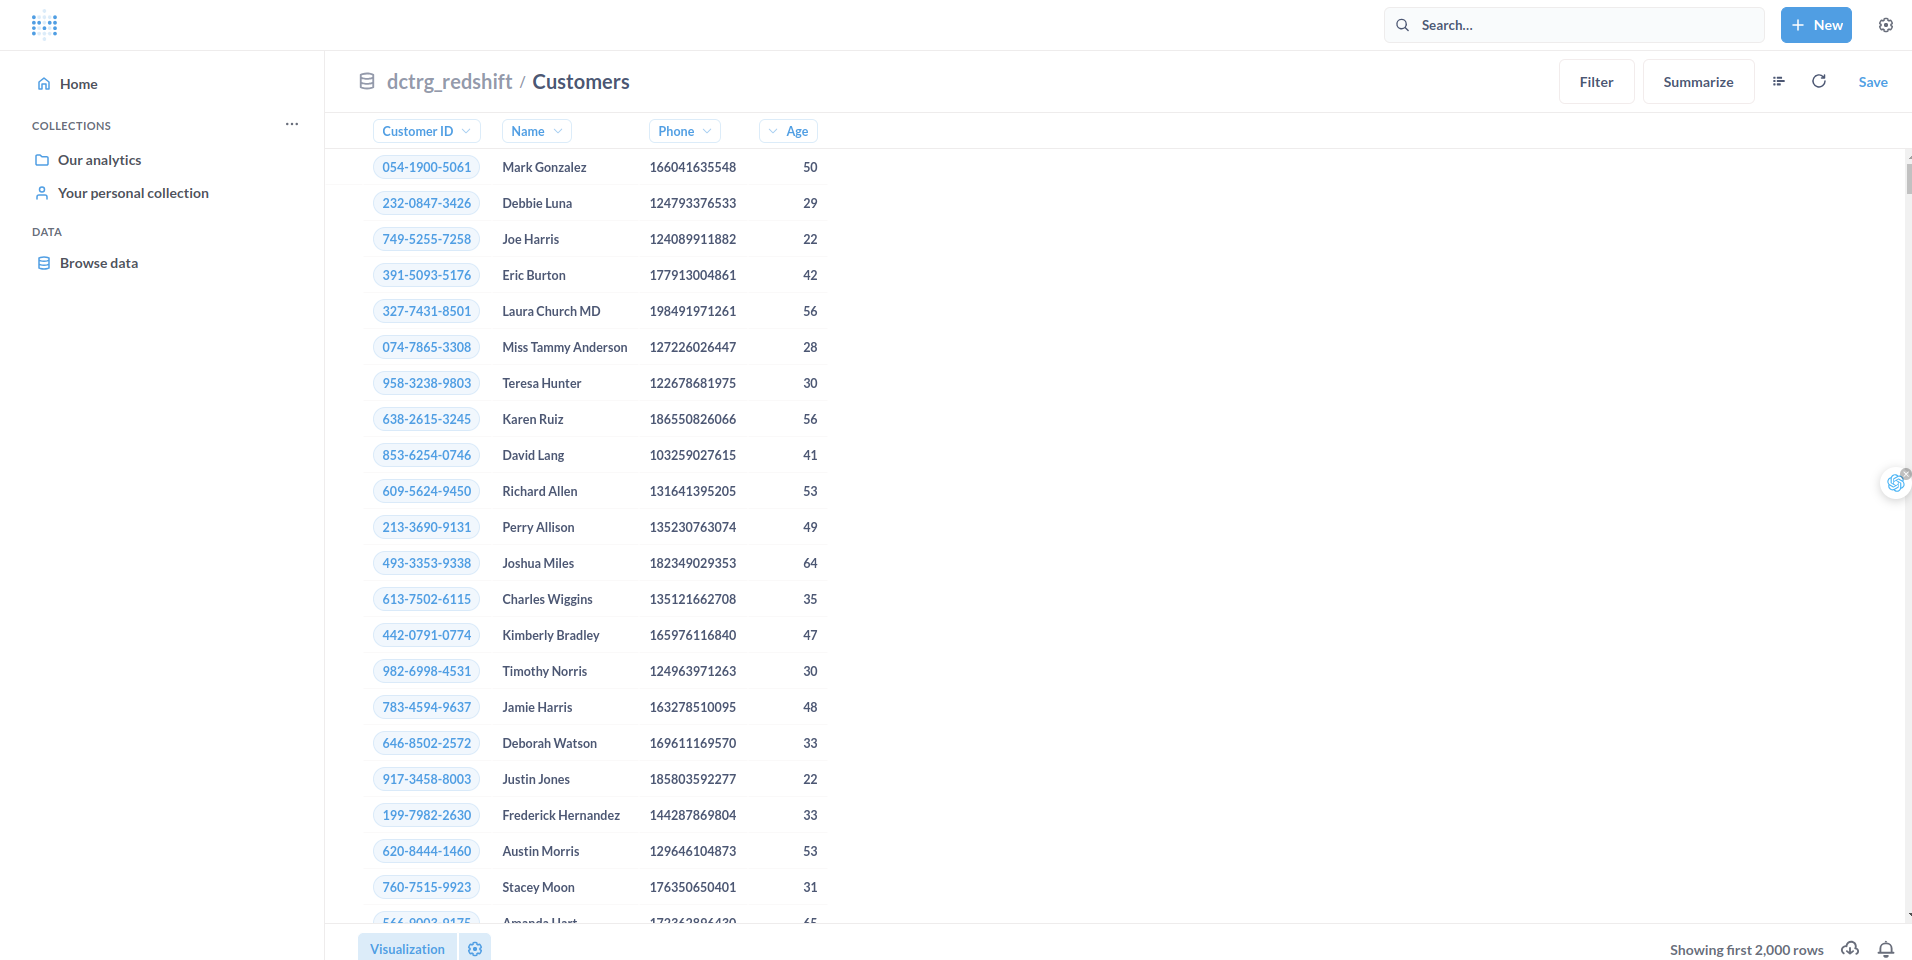 Search...
+ New
Home
COLLECTIONS
Our analytics
Your personal collection
DATA
Browse data
dctrg_redshift / Customers
Filter
Summarize
Save
Customer ID Name Phone Age
054-1900-5061 Mark Gonzalez 166041635548 50
232-0847-3426 Debbie Luna 124793376533 29
749-5255-7258 Joe Harris 124089911882 22
391-5093-5176 Eric Burton 177913004861 42
327-7431-8501 Laura Church MD 198491971261 56
074-7865-3308 Miss Tammy Anderson 127226026447 28
958-3238-9803 Teresa Hunter 122678681975 30
638-2615-3245 Karen Ruiz 186550826066 56
853-6254-0746 David Lang 103259027615 41
609-5624-9450 Richard Allen 131641395205 53
213-3690-9131 Perry Allison 135230763074 49
493-3353-9338 Joshua Miles 182349029353 64
613-7502-6115 Charles Wiggins 135121662708 35
442-0791-0774 Kimberly Bradley 165976116840 47
982-6998-4531 Timothy Norris 124963971263 30
783-4594-9637 Jamie Harris 163278510095 48
646-8502-2572 Deborah Watson 169611169570 33
917-3458-8003 Justin Jones 185803592277 22
199-7982-2630 Frederick Hernandez 144287869804 33
620-8444-1460 Austin Morris 129646104873 53
760-7515-9923 Stacey Moon 176350650401 31
Amanda Hart
Visualization
Showing first 2,000 rows